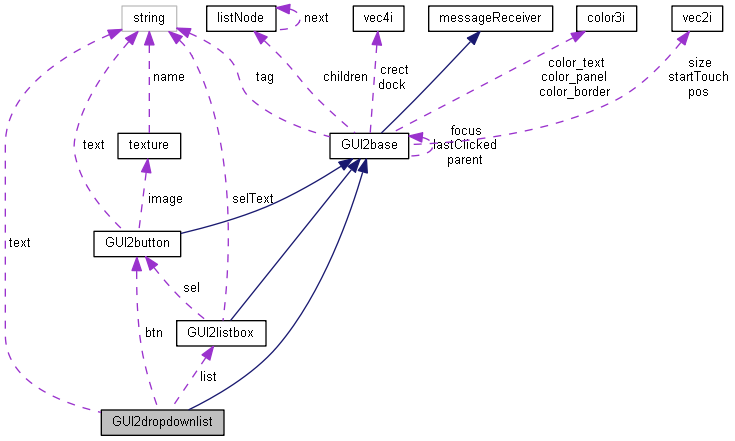 string
listNode
next
vec4i
messageReceiver
color3i
vec2i
name
tag
children
crect
dock
color_text
color_panel
color_border
size
startTouch
pos
text
texture
GUI2base
focus
lastClicked
parent
image
selText
text
GUI2button
sel
btn
GUI2listbox
list
GUI2dropdownlist